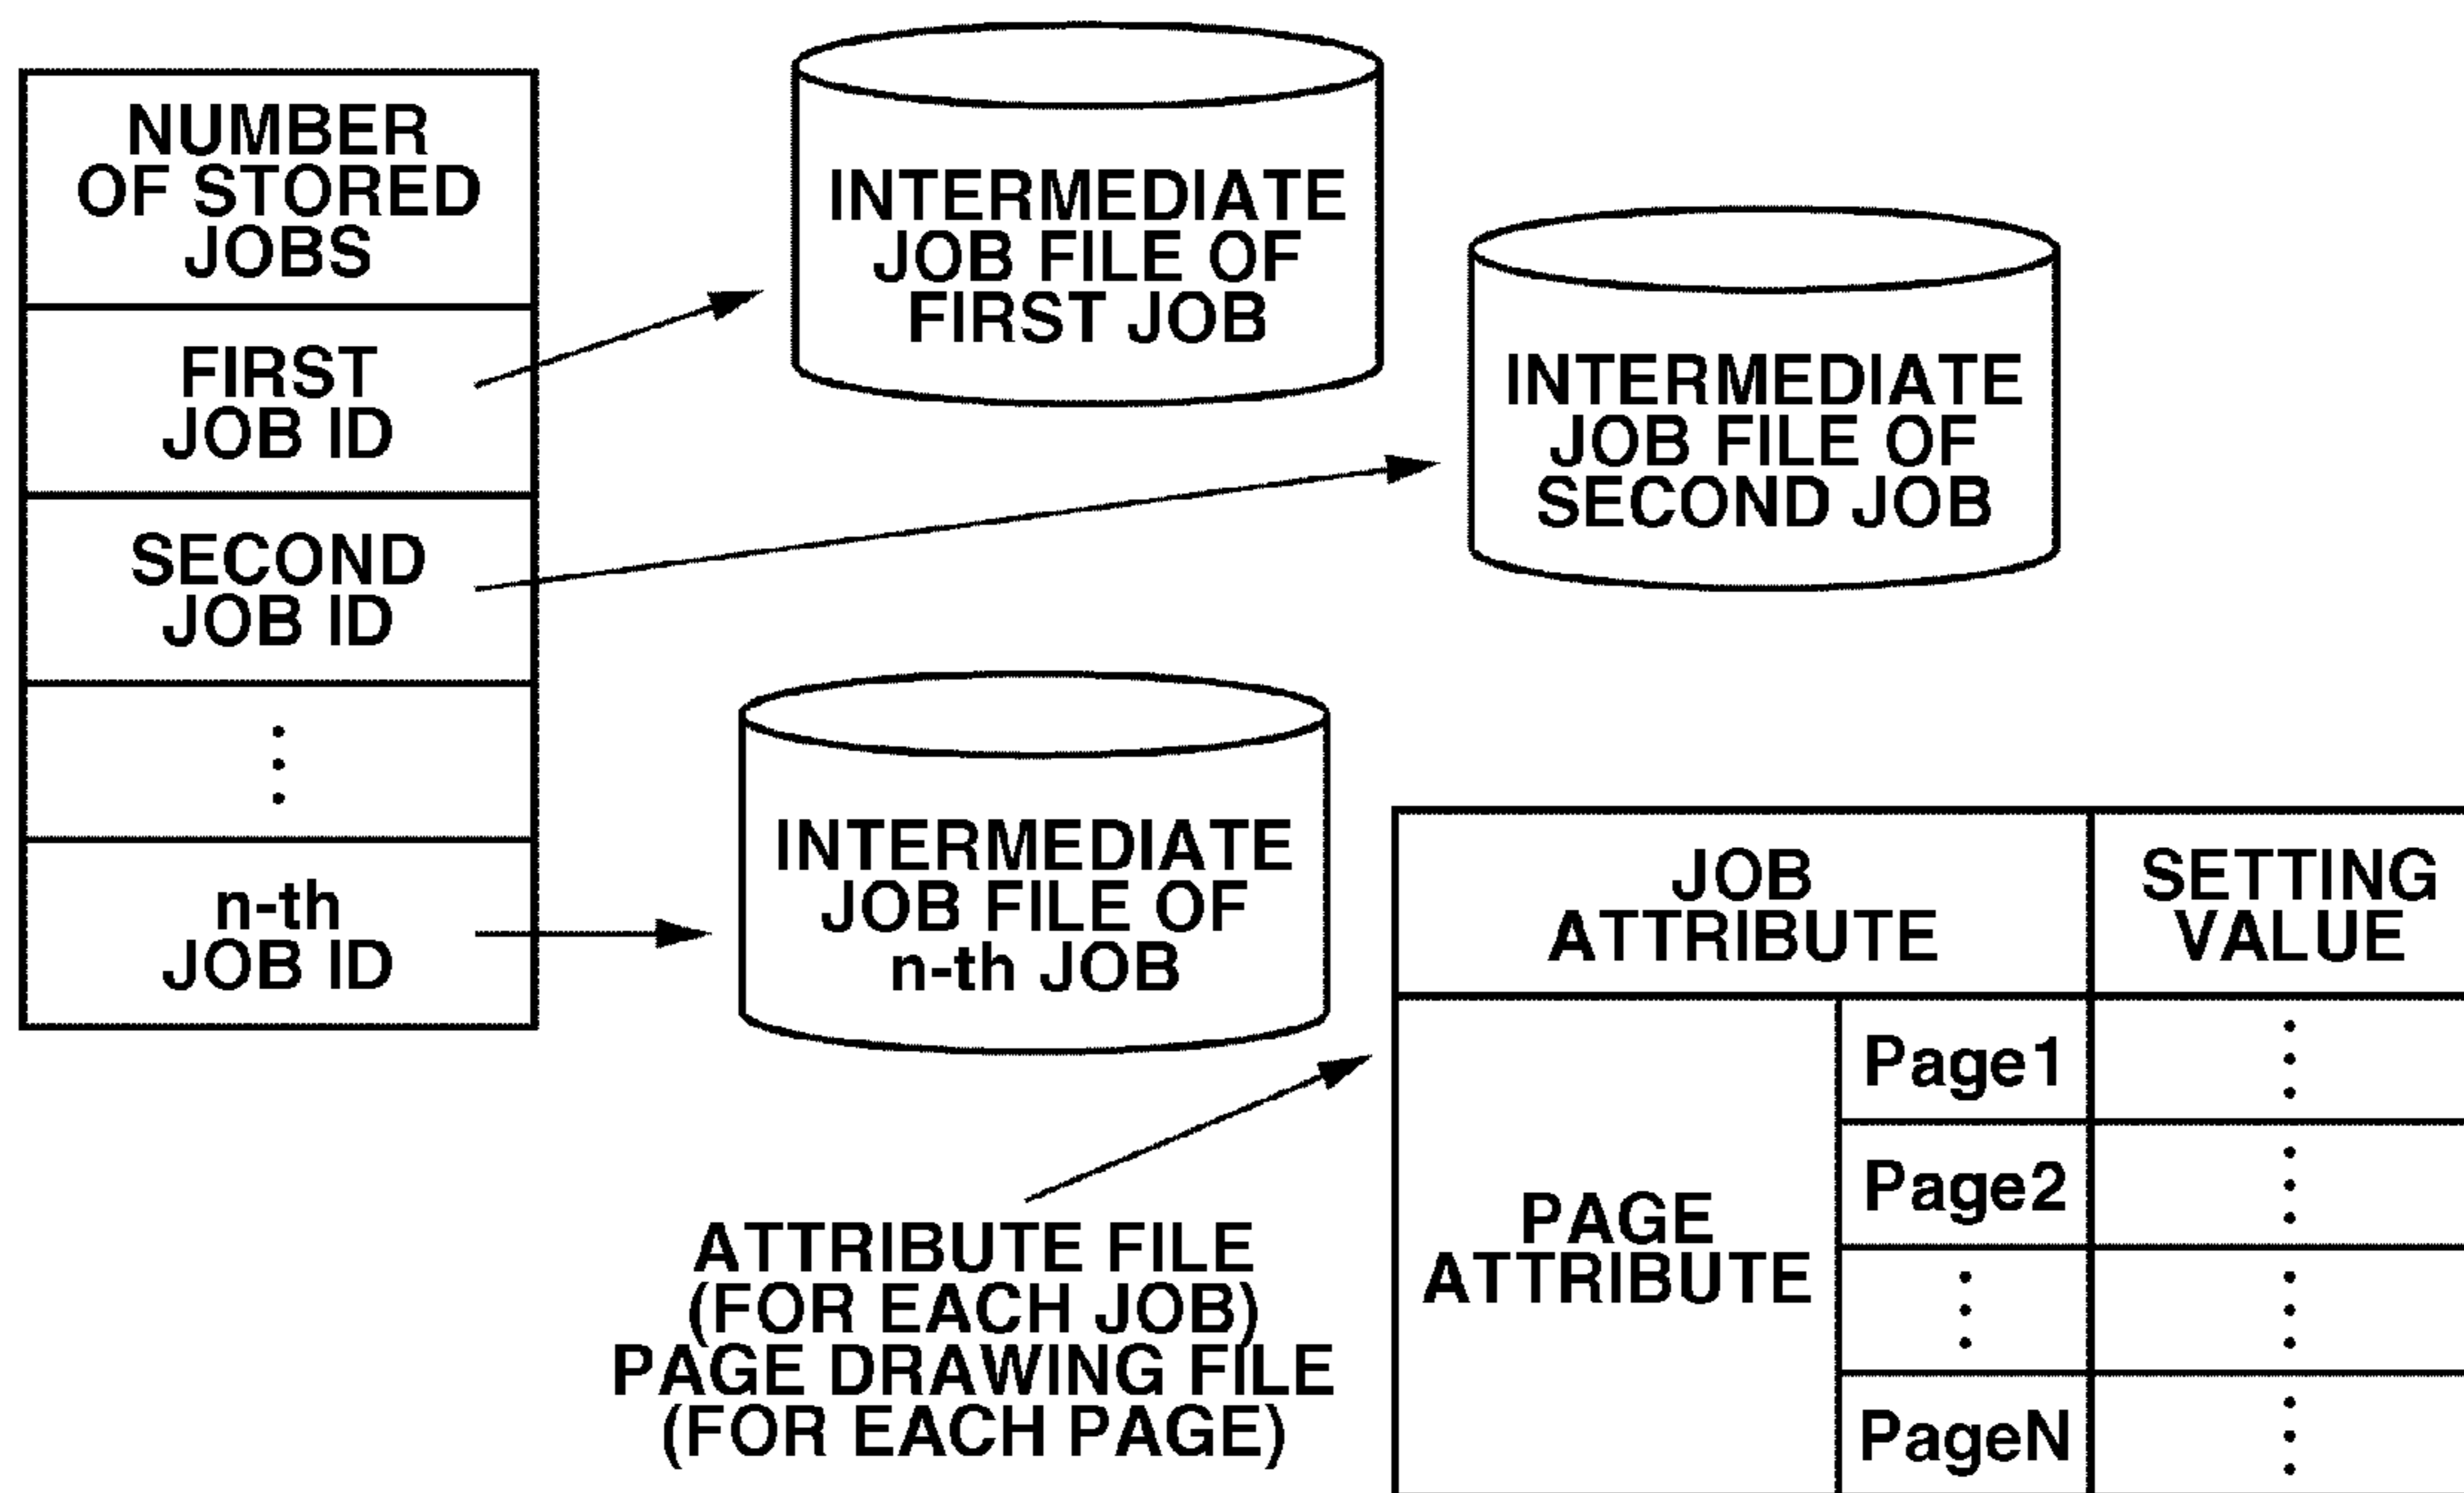 NUMBER
OF STORED
JOBS
FIRST
JOB ID
SECOND
JOB ID
n-th
JOB ID
INTERMEDIATE
JOB FILE OF
FIRST JOB
INTERMEDIATE
JOB FILE OF
SECOND JOB
INTERMEDIATE
JOB FILE OF
n-th JOB
ATTRIBUTE FILE
(FOR EACH JOB)
PAGE DRAWING FILE
(FOR EACH PAGE)
JOB
ATTRIBUTE
SETTING
VALUE
PAGE
ATTRIBUTE
Page1
Page2
PageN